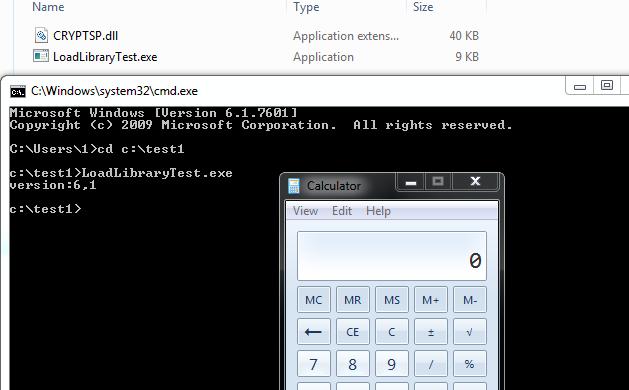 Name Type Size
CRYPTSP.dll Application extens... 40 KB
LoadLibraryTest.exe Application 9 KB
C:\Windows\system32\cmd.exe
Microsoft Windows [Version 6.1.7601]
Copyright (c) 2009 Microsoft Corporation. All rights reserved.
C:\Users\1>cd c:\test1
c:\test1>LoadLibraryTest.exe
version:6,1
c:\test1>
Calculator
View Edit Help
0
MC MR MS M+ M-
← CE C ± √
7 8 9 / %